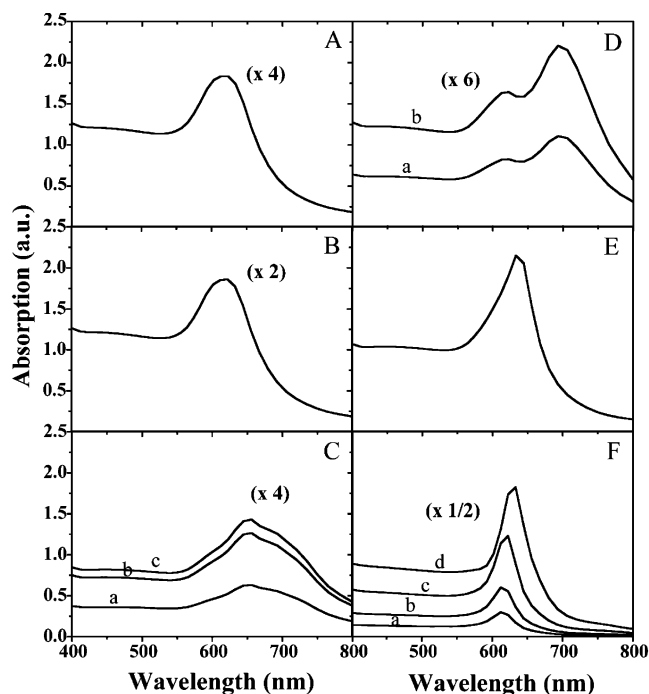 A
(x 4)
2.5
2.0
1.5
1.0
0.5
D
(x 6)
b
a
B
(x 2)
2.5
2.0
1.5
1.0
0.5
E
C
(x 4)
c
b
a
2.5
2.0
1.5
1.0
0.5
0.0
F
(x 1/2)
d
c
b
a
400 500 600 700 800 500 600 700 800
Wavelength (nm) Wavelength (nm)
Absorption (a.u.)